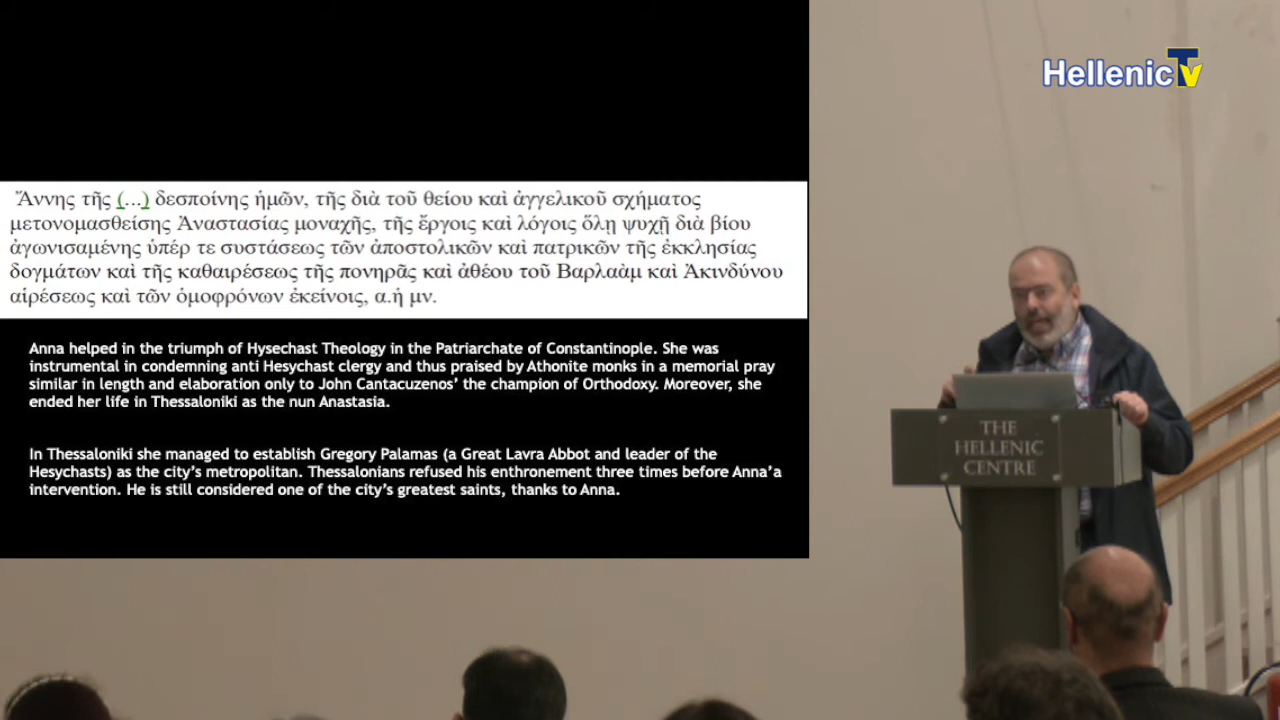 Hellenic Tv
Ἄννης τῆς (...) δεσποίνης ἡμῶν, τῆς διὰ τοῦ θείου καὶ ἀγγελικοῦ σχήματος
μετονομασθείσης Ἀναστασίας μοναχῆς, τῆς ἔργοις καὶ λόγοις ὅλῃ ψυχῇ διὰ βίου
ἀγωνισαμένης ὑπέρ τε συστάσεως τῶν ἀποστολικῶν καὶ πατρικῶν τῆς ἐκκλησίας
δογμάτων καὶ τῆς καθαιρέσεως τῆς πονηρᾶς καὶ ἀθέου τοῦ Βαρλαὰμ καὶ Ἀκινδύνου
αἱρέσεως καὶ τῶν ὁμοφρόνων ἐκείνοις, α.ἡ μν.
Anna helped in the triumph of Hysechast Theology in the Patriarchate of Constantinople. She was
instrumental in condemning anti Hesychast clergy and thus praised by Athonite monks in a memorial pray
similar in length and elaboration only to John Cantacuzenos' the champion of Orthodoxy. Moreover, she
ended her life in Thessaloniki as the nun Anastasia.
In Thessaloniki she managed to establish Gregory Palamas (a Great Lavra Abbot and leader of the
Hesychasts) as the city's metropolitan. Thessalonians refused his enthronement three times before Anna'a
intervention. He is still considered one of the city's greatest saints, thanks to Anna.
THE
HELLENIC
CENTRE